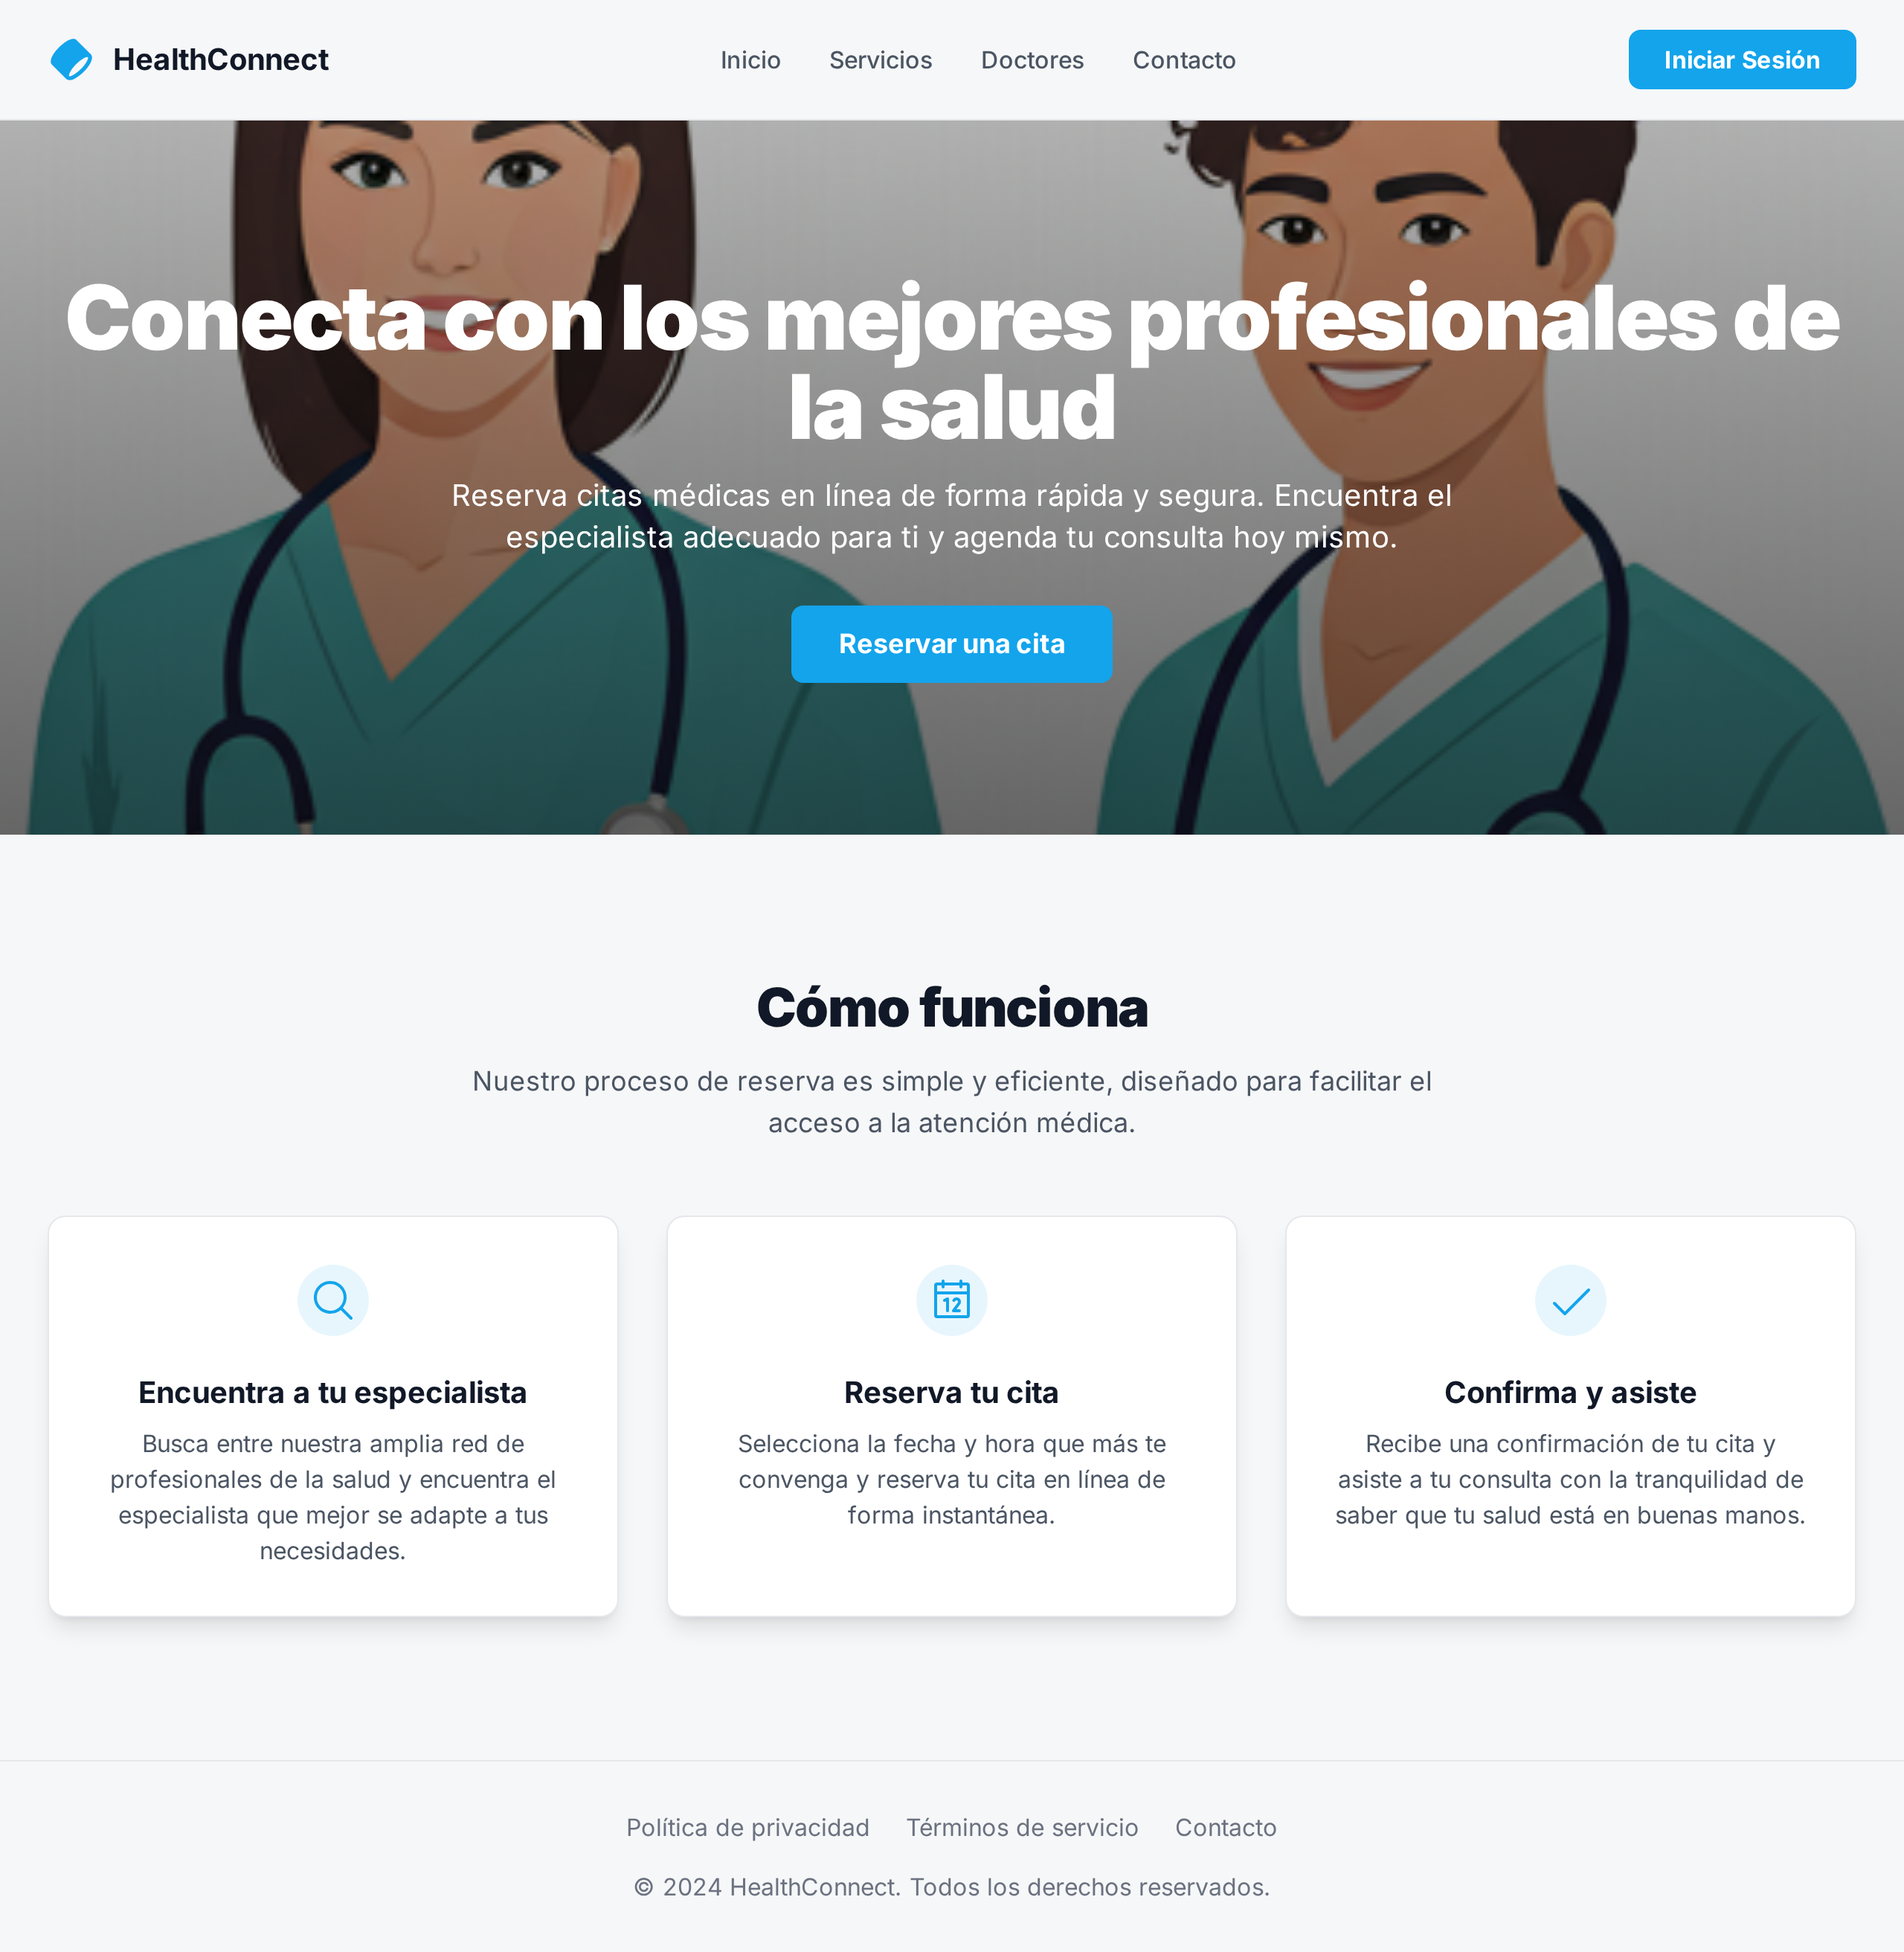 HealthConnect
Inicio
Servicios
Doctores
Contacto
Iniciar Sesión
Conecta con los mejores profesionales de
la salud
Reserva citas médicas en línea de forma rápida y segura. Encuentra el
especialista adecuado para ti y agenda tu consulta hoy mismo.
Reservar una cita
Cómo funciona
Nuestro proceso de reserva es simple y eficiente, diseñado para facilitar el
acceso a la atención médica.
Encuentra a tu especialista
Busca entre nuestra amplia red de
profesionales de la salud y encuentra el
especialista que mejor se adapte a tus
necesidades.
12
Reserva tu cita
Selecciona la fecha y hora que más te
convenga y reserva tu cita en línea de
forma instantánea.
Confirma y asiste
Recibe una confirmación de tu cita y
asiste a tu consulta con la tranquilidad de
saber que tu salud está en buenas manos.
Política de privacidad
Términos de servicio
Contacto
© 2024 HealthConnect. Todos los derechos reservados.